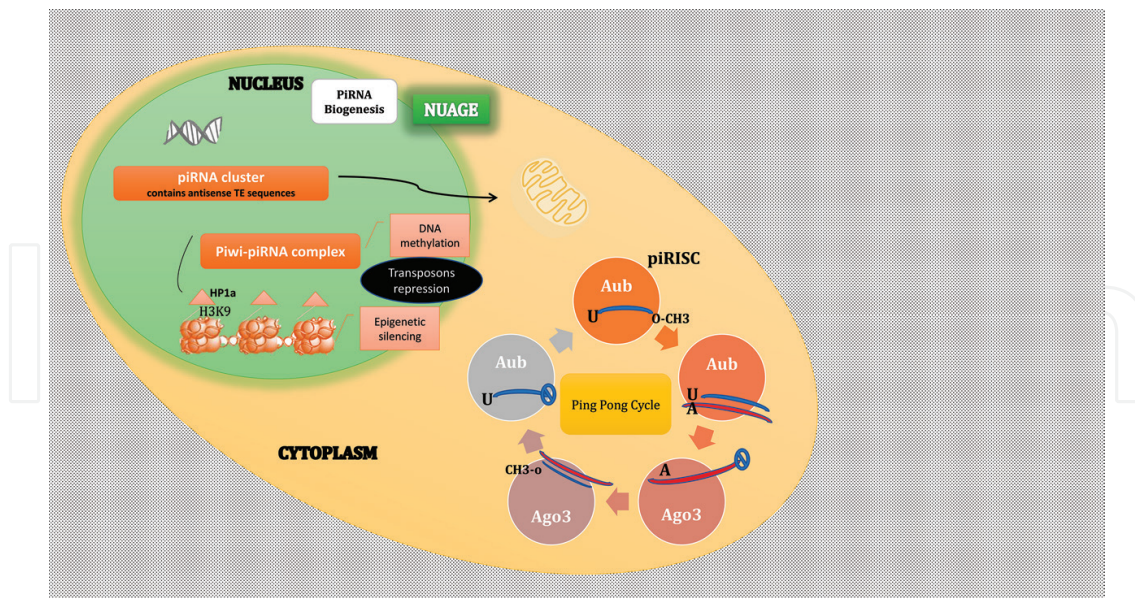 NUCLEUS
PiRNA
Biogenesis
NUAGE
piRNA cluster
contains antisense TE sequences
DNA
methylation
Piwi-piRNA complex
Transposons
repression
HP1a
H3K9
Epigenetic
silencing
CYTOPLASM
piRISC
Aub
U
O-CH3
Aub
U
A
A
Ago3
CH3-o
Ago3
Aub
U
Ping Pong Cycle